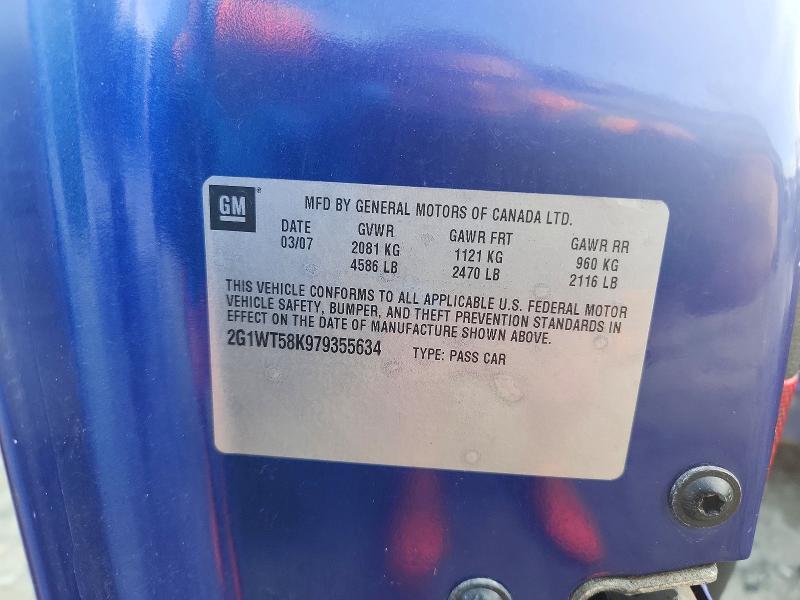 GM ® MFD BY GENERAL MOTORS OF CANADA LTD.
DATE GVWR GAWR FRT GAWR RR
03/07 2081 KG 1121 KG 960 KG
4586 LB 2470 LB 2116 LB
THIS VEHICLE CONFORMS TO ALL APPLICABLE U.S. FEDERAL MOTOR
VEHICLE SAFETY, BUMPER, AND THEFT PREVENTION STANDARDS IN
EFFECT ON THE DATE OF MANUFACTURE SHOWN ABOVE.
2G1WT58K979355634 TYPE: PASS CAR